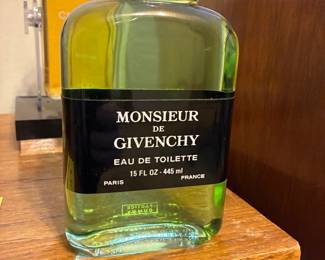 MONSIEUR
DE
GIVENCHY
EAU DE TOILETTE
15 FL OZ - 445 ml
PARIS FRANCE